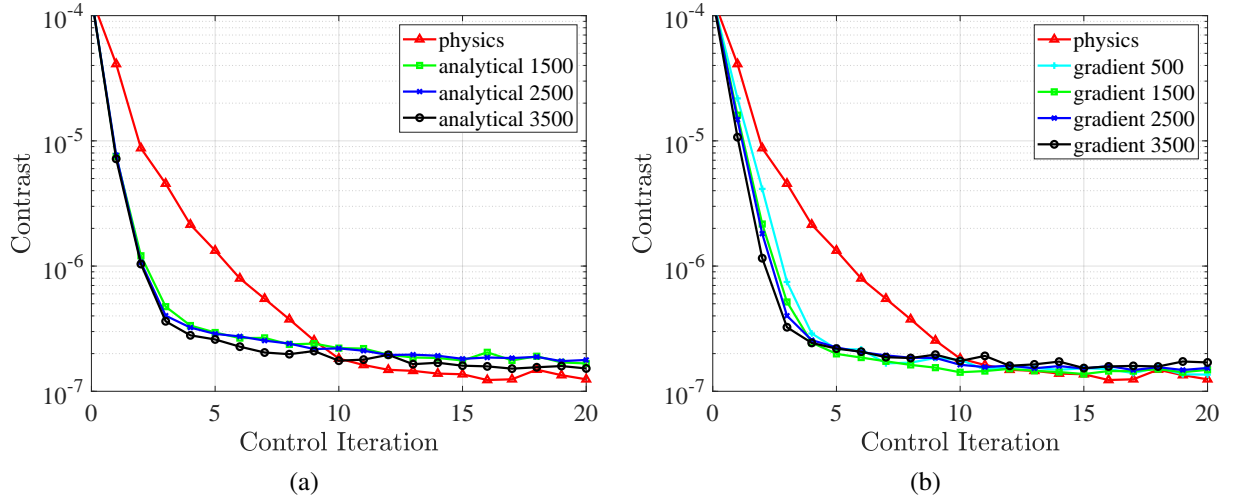 10^-4
10^-5
10^-6
10^-7
Contrast
0 5 10 15 20
Control Iteration
physics
analytical 1500
analytical 2500
analytical 3500
(a)
10^-4
10^-5
10^-6
10^-7
Contrast
0 5 10 15 20
Control Iteration
physics
gradient 500
gradient 1500
gradient 2500
gradient 3500
(b)